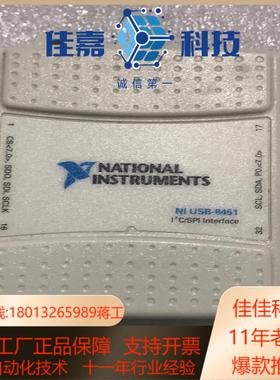 佳嘉 科技
诚信第一
NATIONAL
INSTRUMENTS
NI USB-8451
I²C/SPI Interface
1 CS<7.0> SDO, SDI, SCLK 16
17 SCL, SDA, P0.<7.0> 32
线:18013265989蒋工
佳佳科
工厂正品保障 支持开票
11年老
自动化技术 十一年行业经验
爆款抢